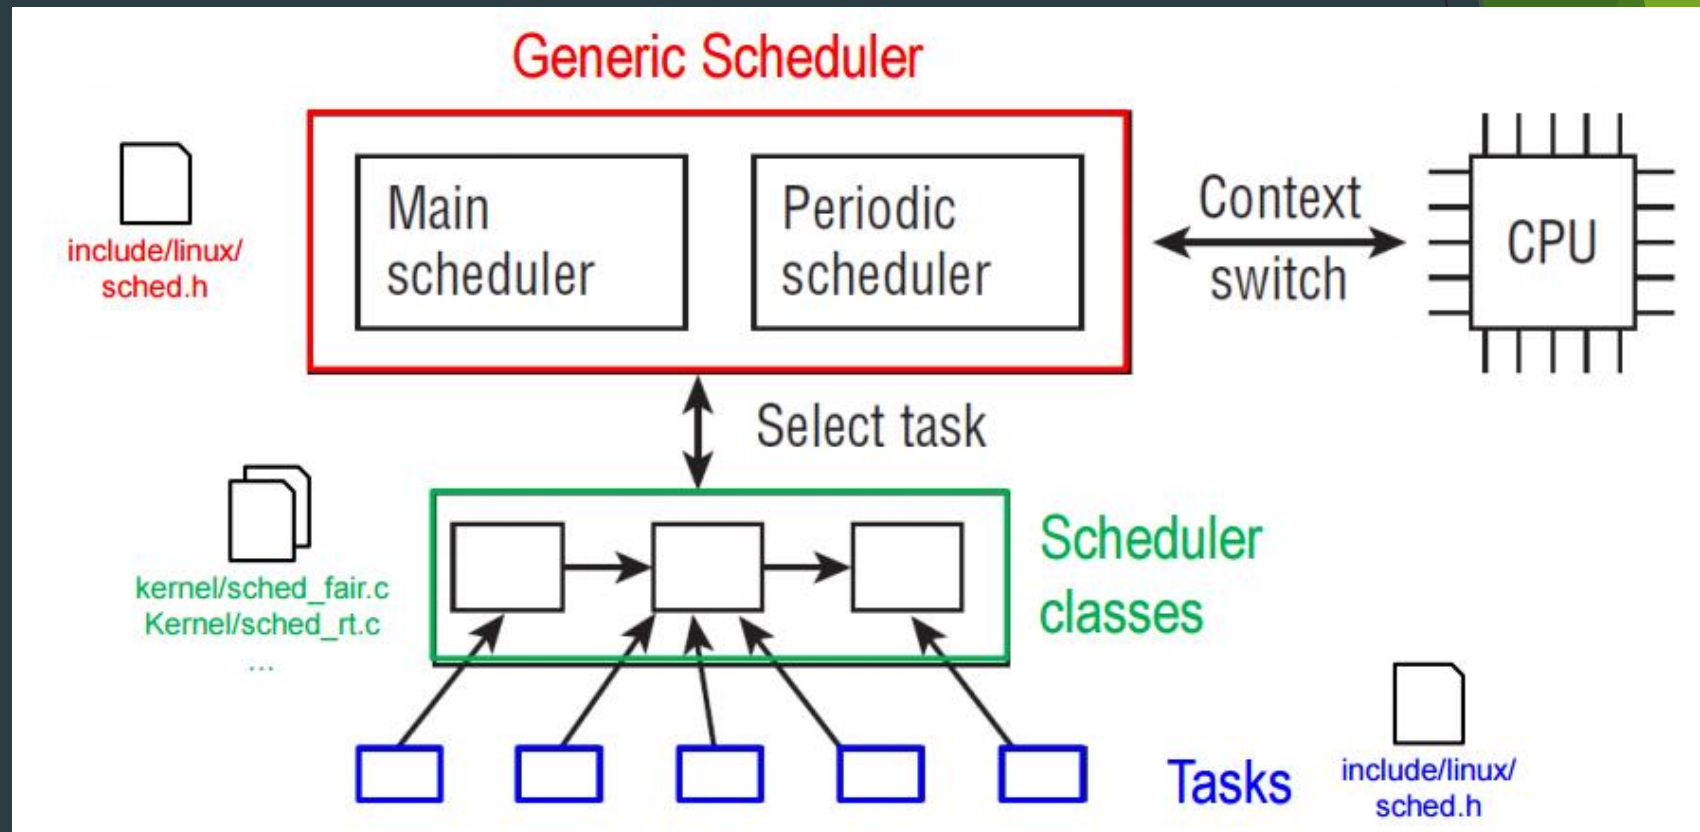 Generic Scheduler
include/linux/
sched.h
Main
scheduler
Periodic
scheduler
Context
switch
CPU
Select task
kernel/sched_fair.c
Kernel/sched_rt.c
...
Scheduler
classes
Tasks
include/linux/
sched.h